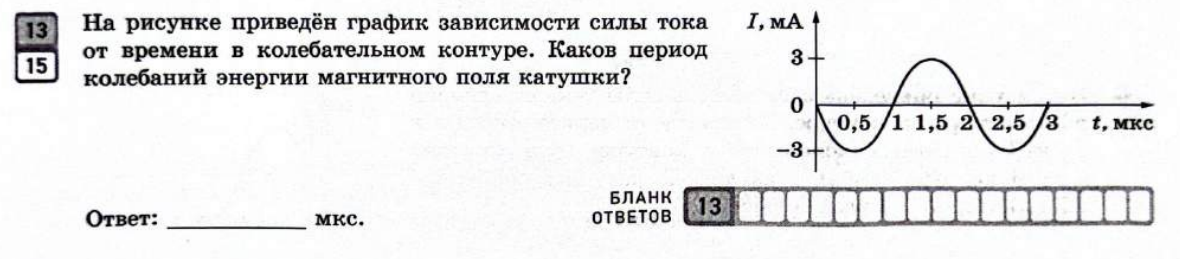 13
15
На рисунке приведён график зависимости силы тока
от времени в колебательном контуре. Каков период
колебаний энергии магнитного поля катушки?
I, мА
3
0
-3
0,5 1 1,5 2 2,5 3 t, мкс
Ответ: ____________ мкс.
БЛАНК
ОТВЕТОВ
13